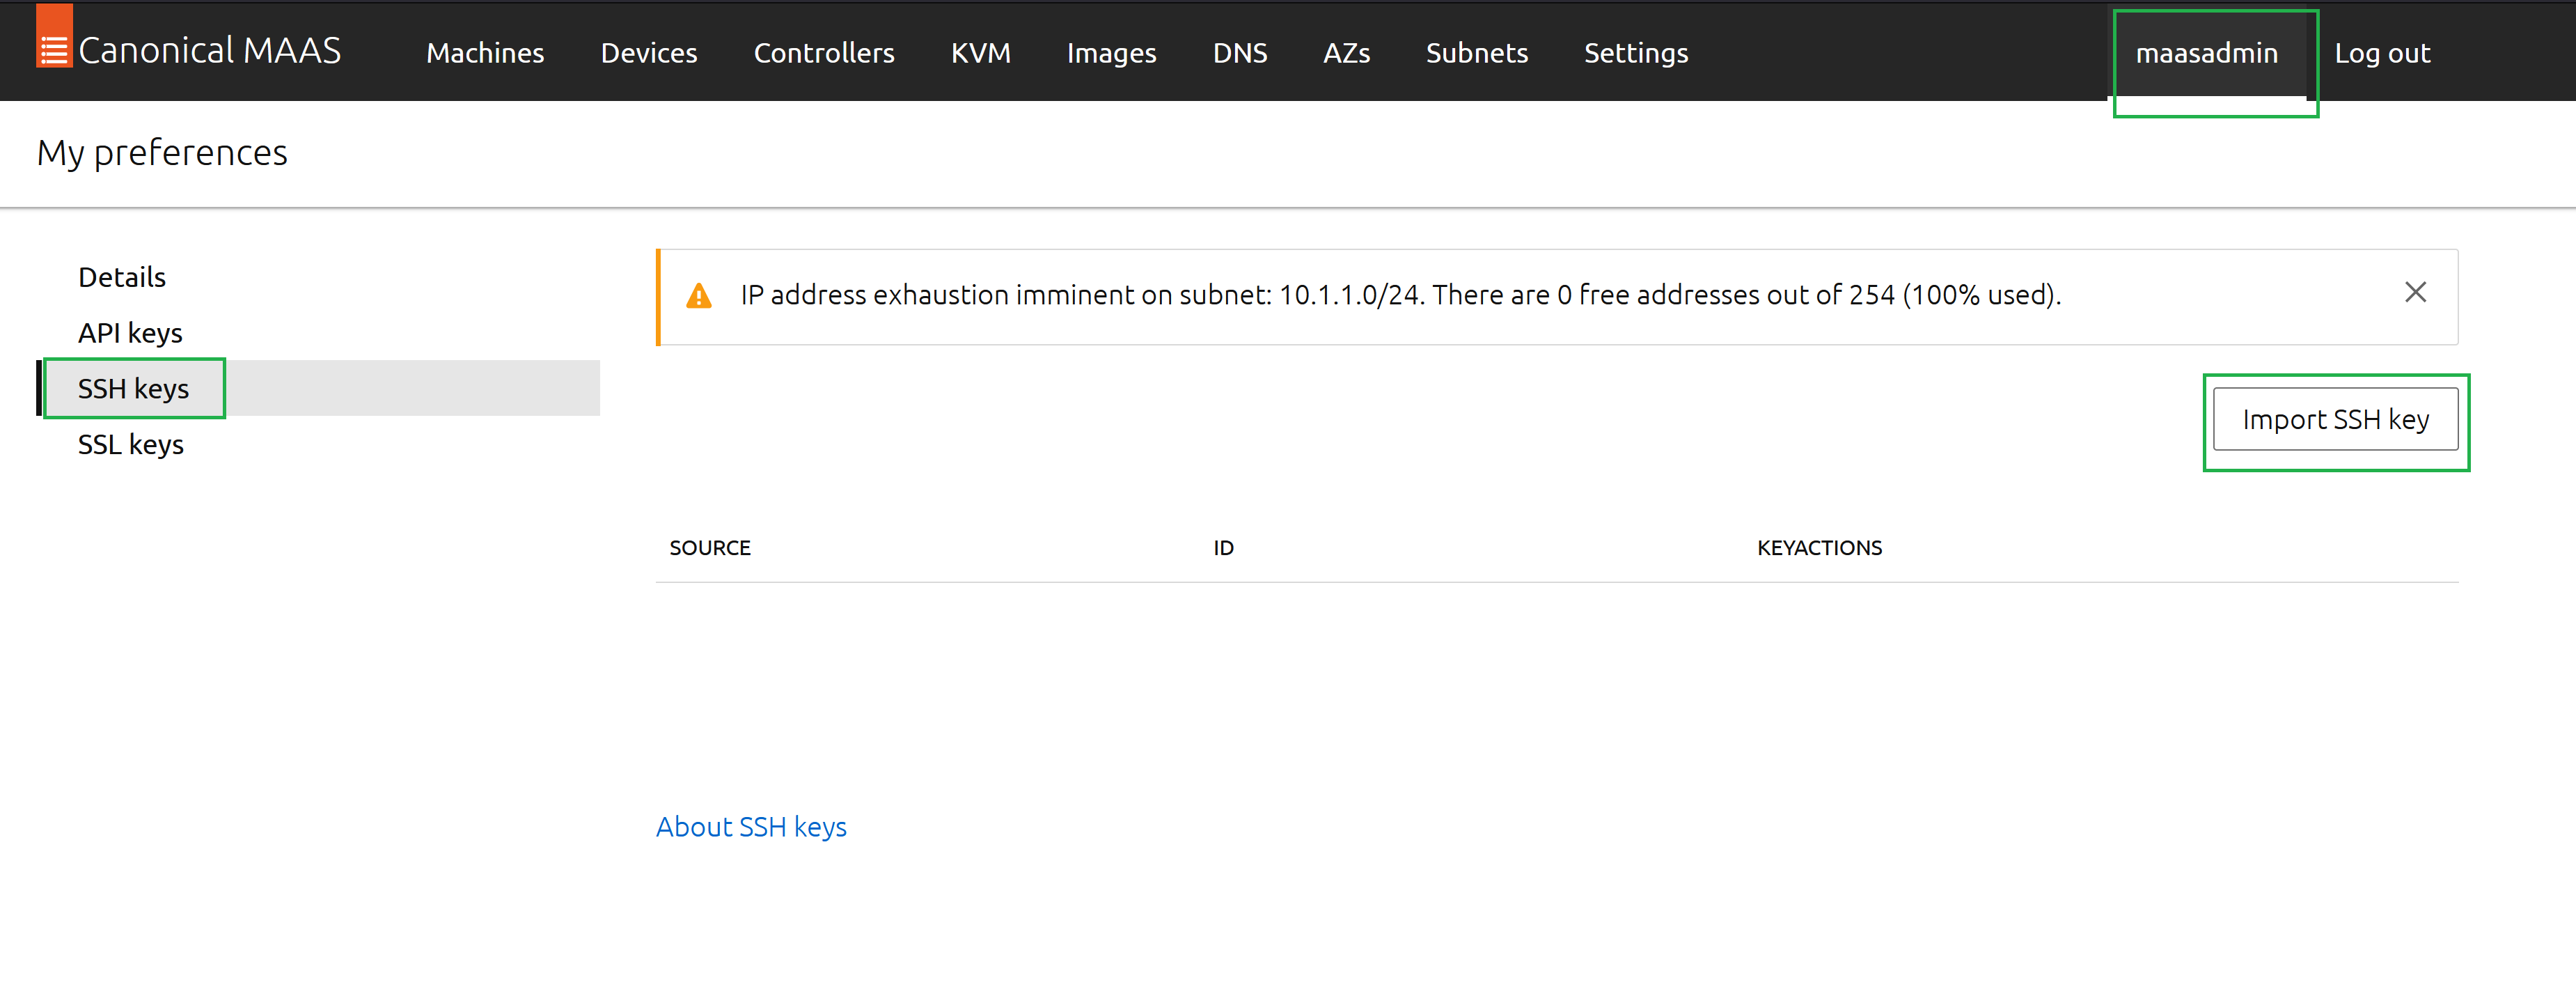 Canonical MAAS Machines Devices Controllers KVM Images DNS AZs Subnets Settings maasadmin Log out
My preferences
Details
API keys
SSH keys
SSL keys
IP address exhaustion imminent on subnet: 10.1.1.0/24. There are 0 free addresses out of 254 (100% used).
Import SSH key
SOURCE ID KEYACTIONS
About SSH keys